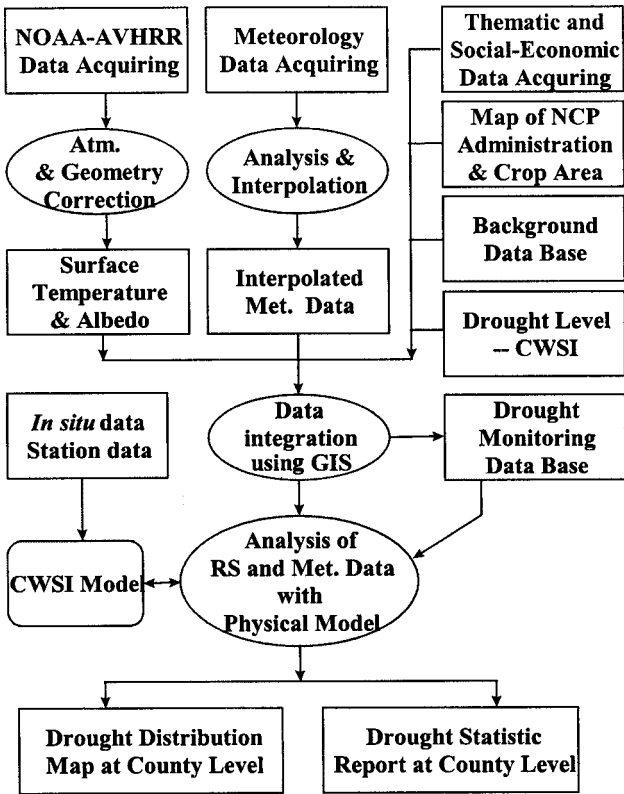 NOAA-AVHRR
Data Acquiring
Meteorology
Data Acquiring
Thematic and
Social-Economic
Data Acquring
Atm.
& Geometry
Correction
Analysis &
Interpolation
Map of NCP
Administration
& Crop Area
Surface
Temperature
& Albedo
Interpolated
Met. Data
Background
Data Base
Drought Level
-- CWSI
In situ data
Station data
Data
integration
using GIS
Drought
Monitoring
Data Base
CWSI Model
Analysis of
RS and Met. Data
with
Physical Model
Drought Distribution
Map at County Level
Drought Statistic
Report at County Level